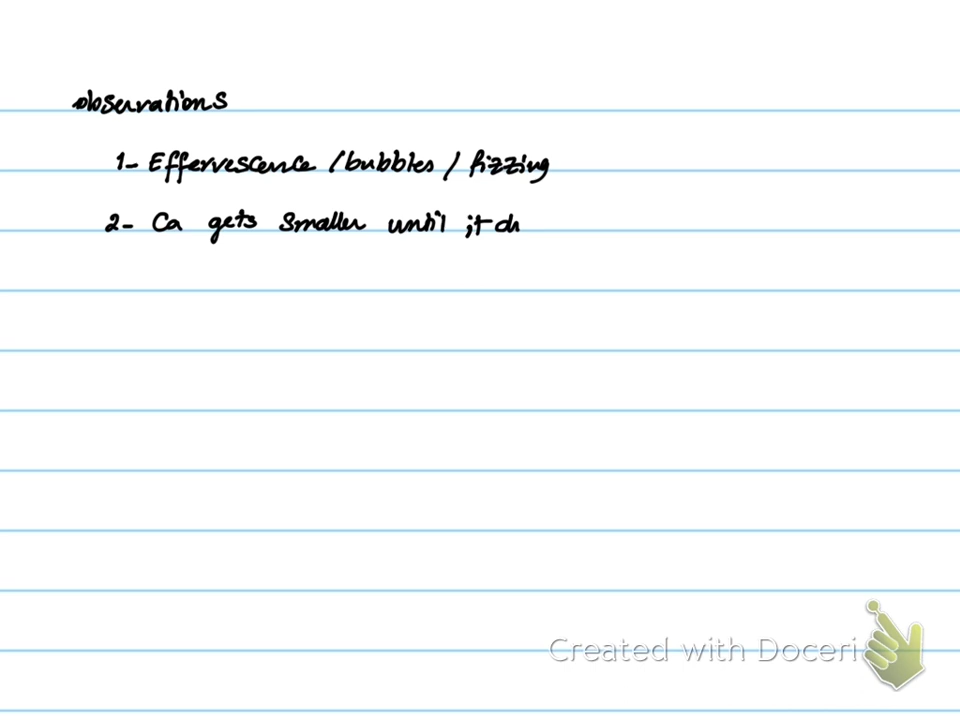 observations
1- Effervescence / bubbles / fizzing
2- Ca gets smaller until it
Created with Doceri